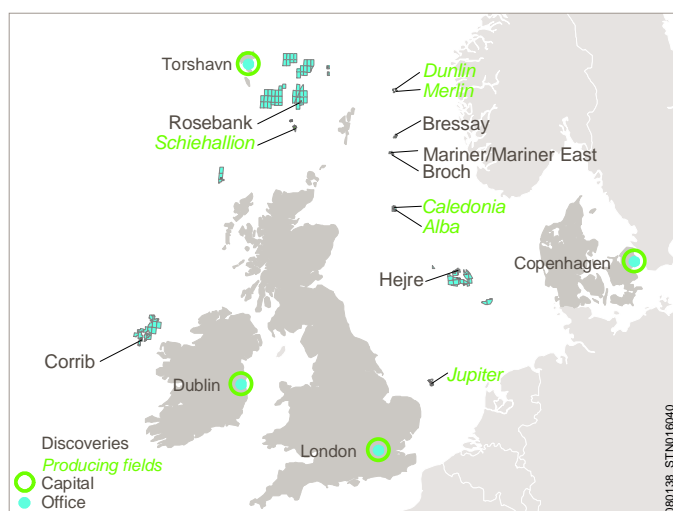 Torshavn
Dunlin
Merlin
Rosebank
Bressay
Schiehallion
Mariner/Mariner East
Broch
Caledonia
Alba
Copenhagen
Hejre
Corrib
Jupiter
Dublin
London
Discoveries
Producing fields
Capital
Office
080138_STN016040